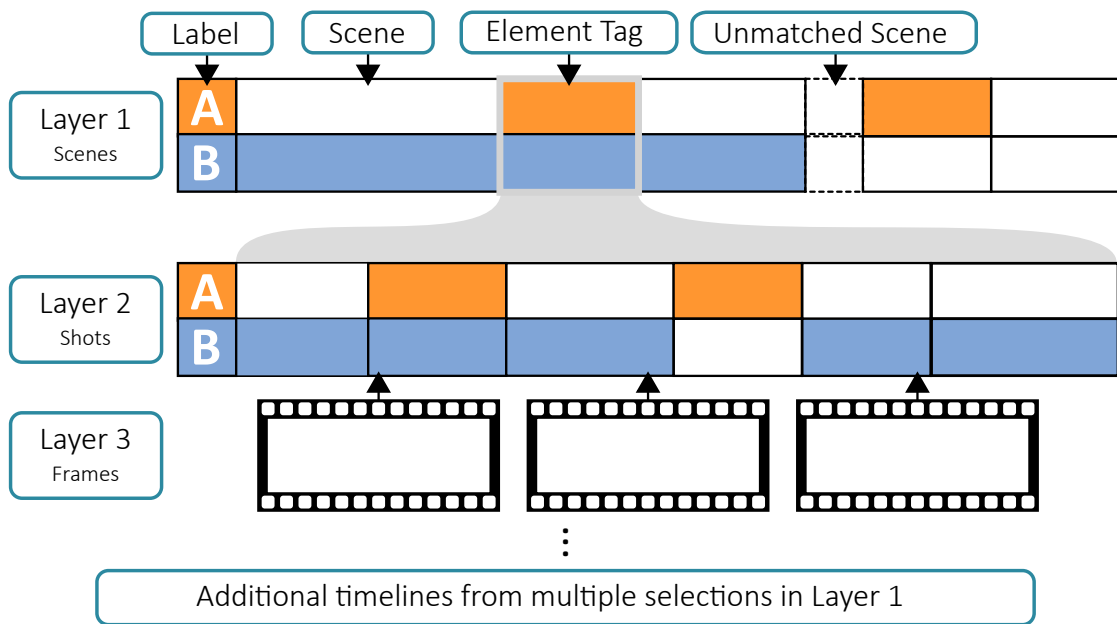 Label
Scene
Element Tag
Unmatched Scene
Layer 1
Scenes
A
B
Layer 2
Shots
A
B
Layer 3
Frames
Additional timelines from multiple selections in Layer 1